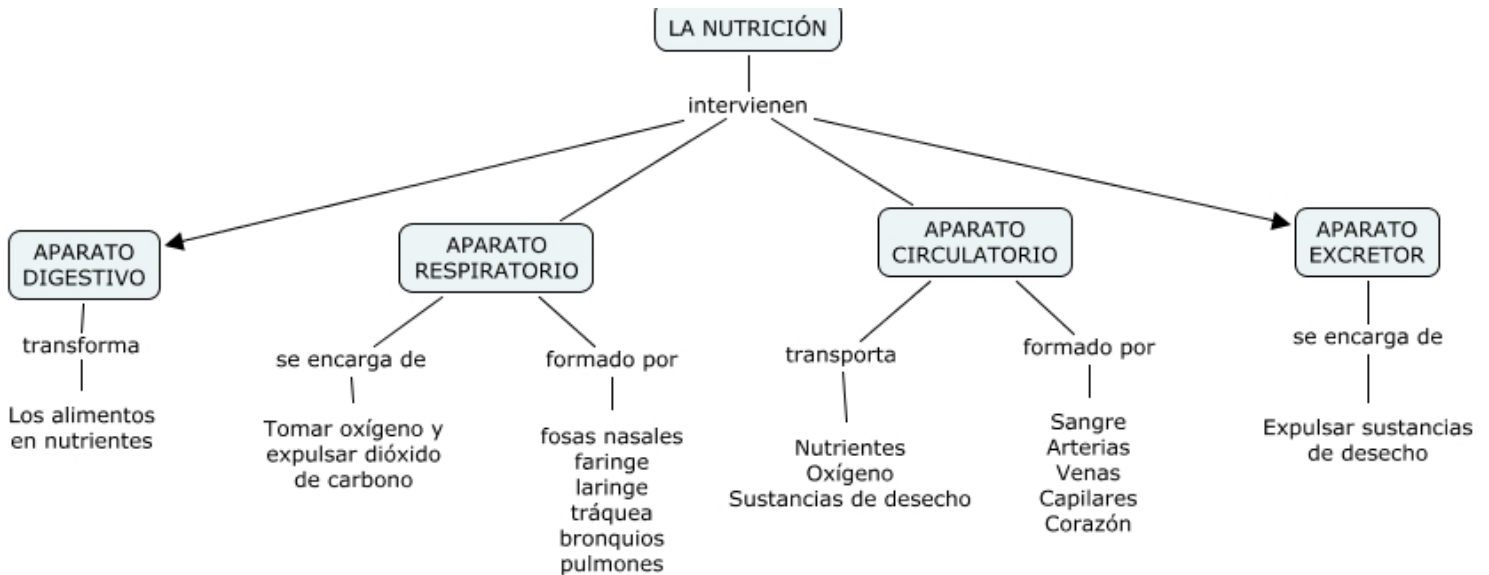 LA NUTRICIÓN
intervienen
APARATO
DIGESTIVO
transforma
Los alimentos
en nutrientes
APARATO
RESPIRATORIO
se encarga de
Tomar oxígeno y
expulsar dióxido
de carbono
formado por
fosas nasales
faringe
laringe
tráquea
bronquios
pulmones
APARATO
CIRCULATORIO
transporta
Nutrientes
Oxígeno
Sustancias de desecho
formado por
Sangre
Arterias
Venas
Capilares
Corazón
APARATO
EXCRETOR
se encarga de
Expulsar sustancias
de desecho